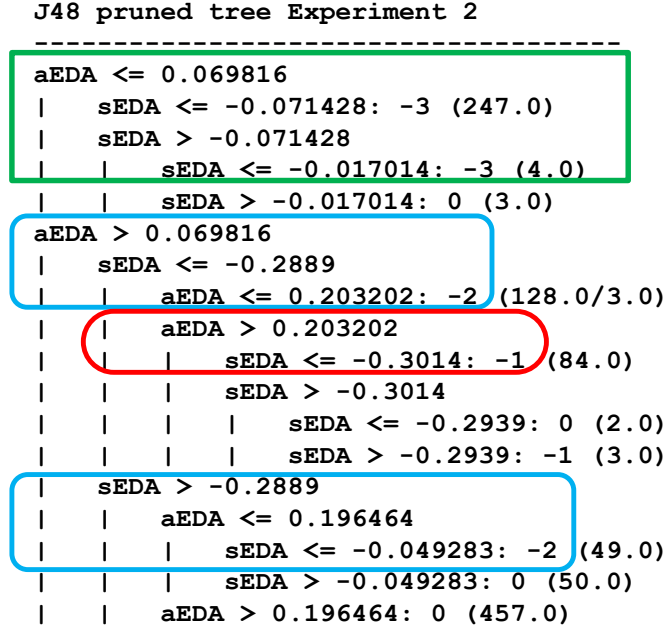 J48 pruned tree Experiment 2
-------------------------------------
aEDA <= 0.069816
|   sEDA <= -0.071428: -3 (247.0)
|   sEDA > -0.071428
|   |   sEDA <= -0.017014: -3 (4.0)
|   |   sEDA > -0.017014: 0 (3.0)
aEDA > 0.069816
|   sEDA <= -0.2889
|   |   aEDA <= 0.203202: -2 (128.0/3.0)
|   |   aEDA > 0.203202
|   |   |   sEDA <= -0.3014: -1 (84.0)
|   |   |   sEDA > -0.3014
|   |   |   |   sEDA <= -0.2939: 0 (2.0)
|   |   |   |   sEDA > -0.2939: -1 (3.0)
|   sEDA > -0.2889
|   |   aEDA <= 0.196464
|   |   |   sEDA <= -0.049283: -2 (49.0)
|   |   |   sEDA > -0.049283: 0 (50.0)
|   |   aEDA > 0.196464: 0 (457.0)